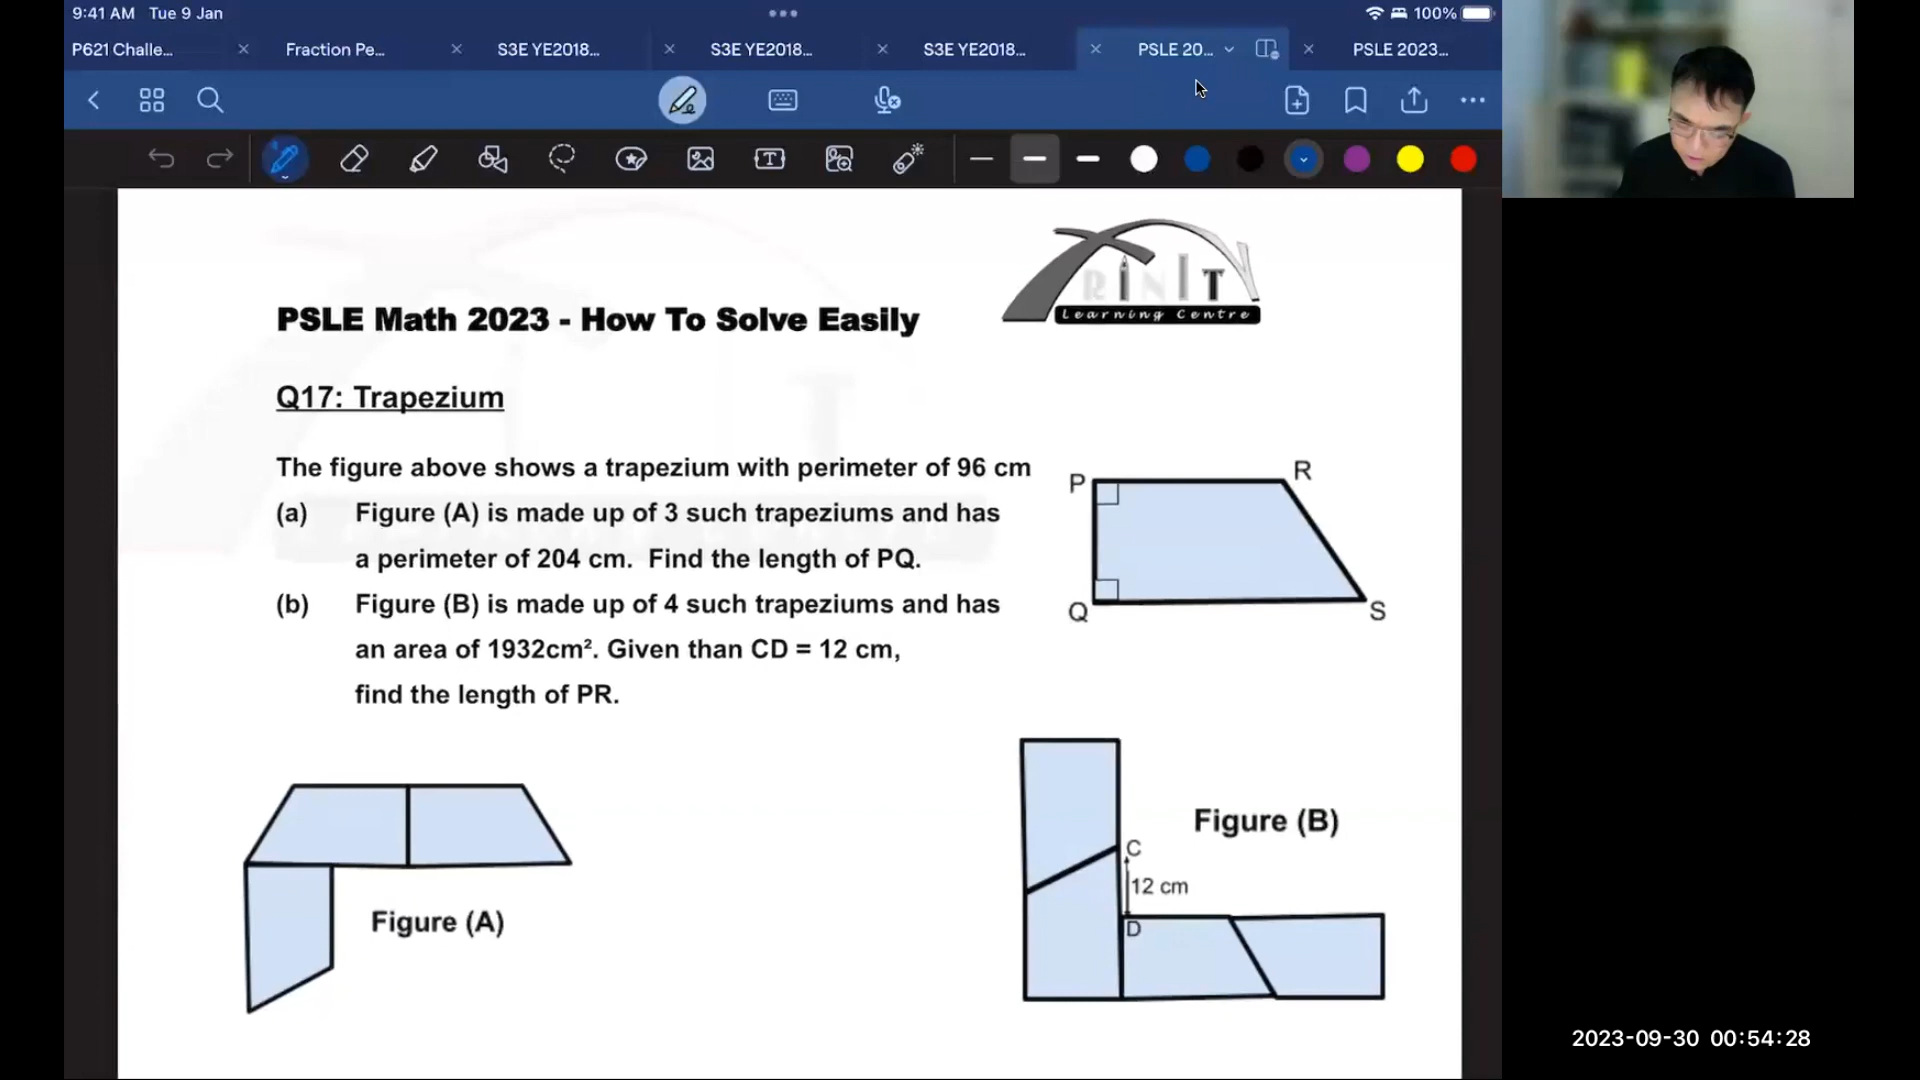 9:41 AM Tue 9 Jan
100%
P621 Challe...
Fraction Pe...
S3E YE2018...
S3E YE2018...
S3E YE2018...
PSLE 20...
PSLE 2023...
TRINITY
Learning Centre
PSLE Math 2023 - How To Solve Easily
Q17: Trapezium
The figure above shows a trapezium with perimeter of 96 cm
(a) Figure (A) is made up of 3 such trapeziums and has
a perimeter of 204 cm. Find the length of PQ.
(b) Figure (B) is made up of 4 such trapeziums and has
an area of 1932cm². Given than CD = 12 cm,
find the length of PR.
P
R
Q
S
Figure (A)
Figure (B)
C
12 cm
D
2023-09-30 00:54:28